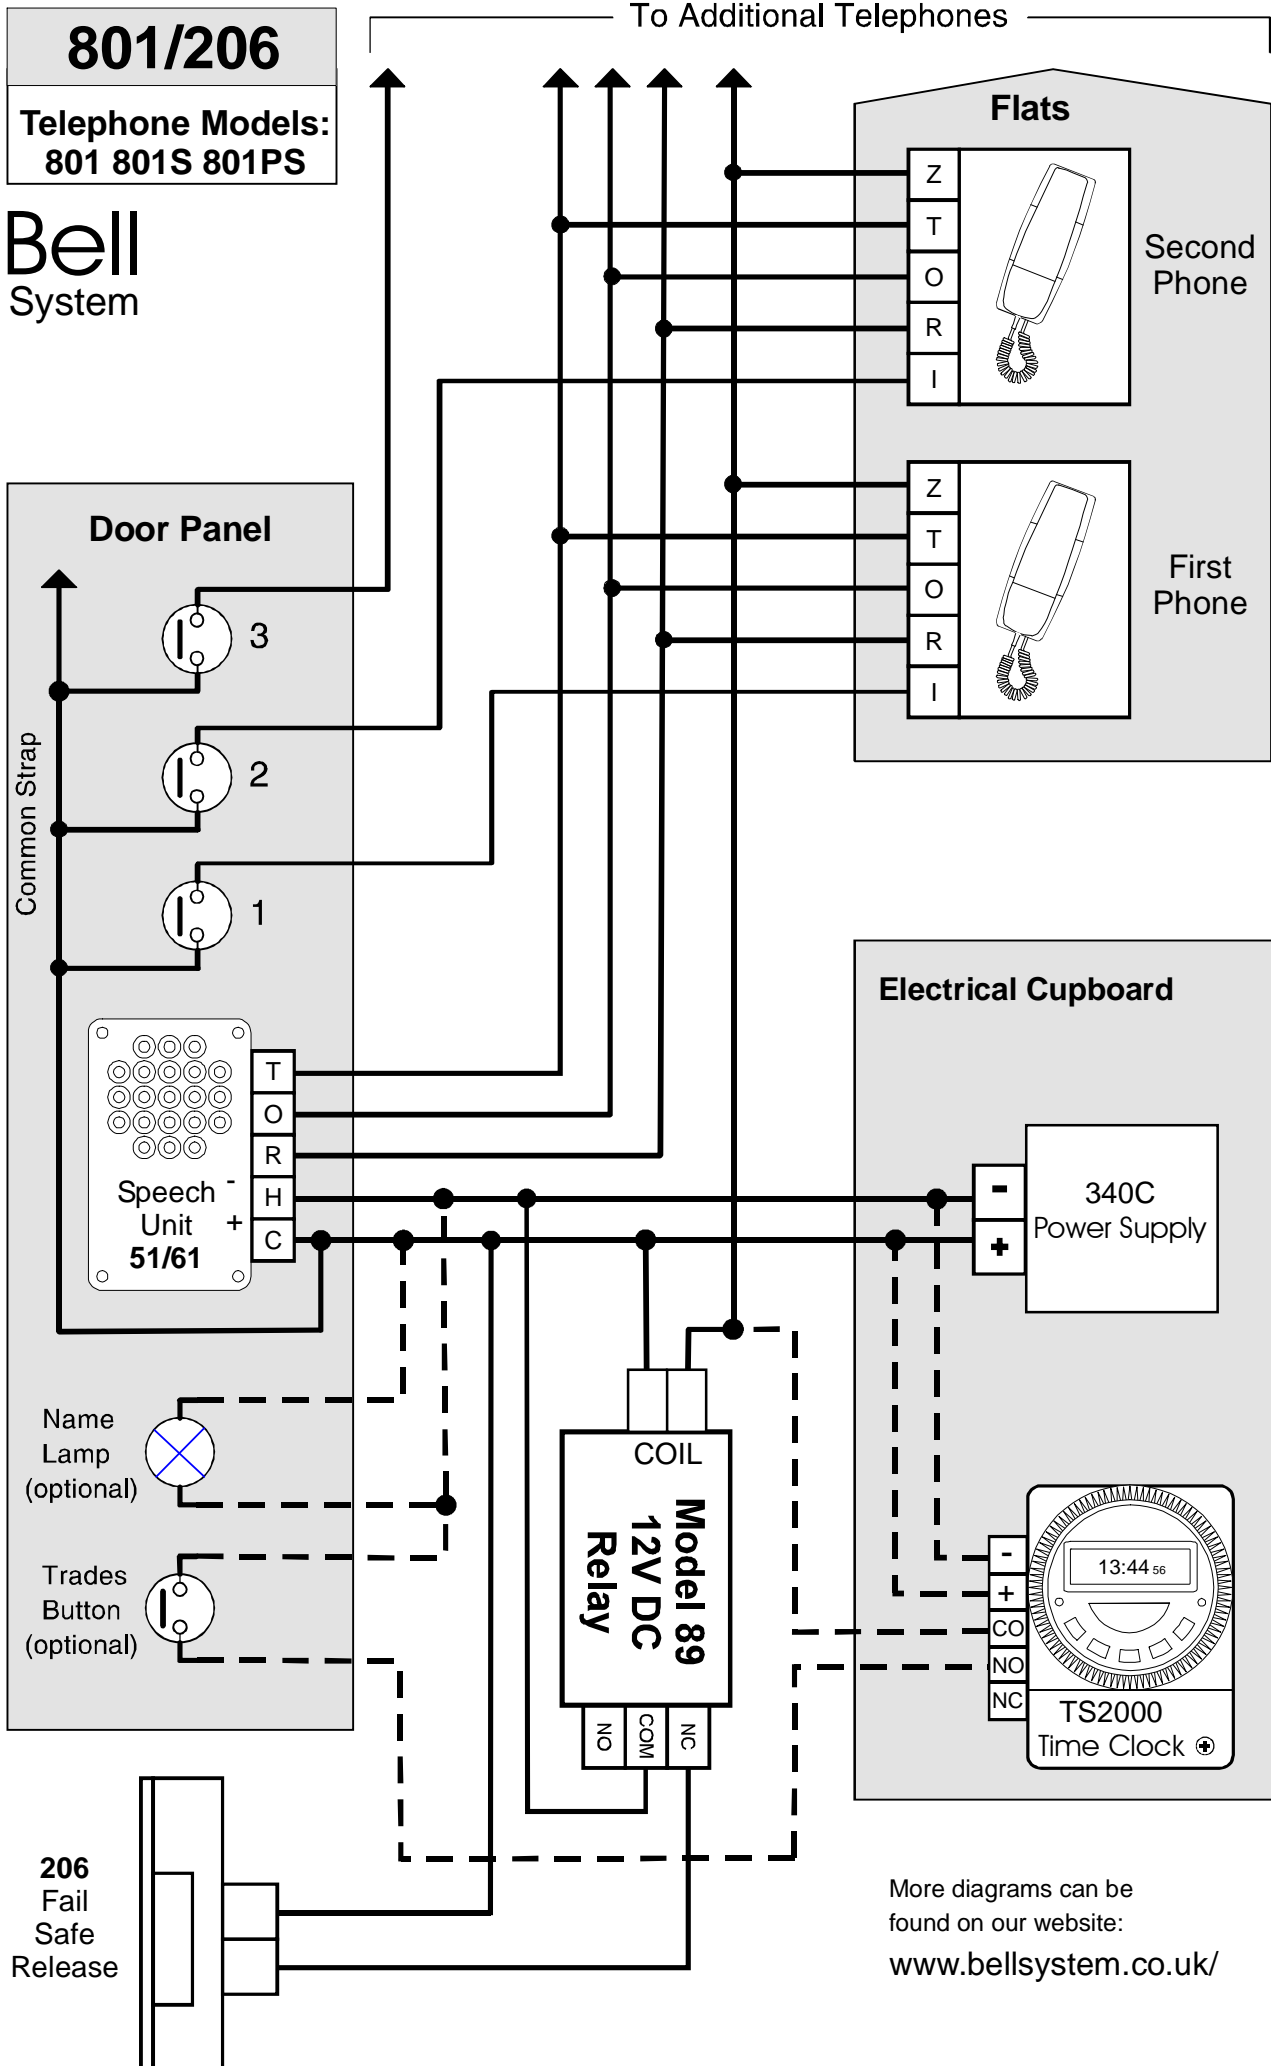 801/206
Telephone Models:
801 801S 801PS
Bell
System
To Additional Telephones
Flats
Z
T
O
R
I
Second
Phone
Z
T
O
R
I
First
Phone
Door Panel
Common Strap
3
2
1
T
O
R
H
C
-
+
Speech
Unit
51/61
Name
Lamp
(optional)
Trades
Button
(optional)
COIL
Model 89
12V DC
Relay
NO
COM
NC
Electrical Cupboard
-
+
340C
Power Supply
-
+
CO
NO
NC
13:44 56
TS2000
Time Clock
206
Fail
Safe
Release
More diagrams can be
found on our website:
www.bellsystem.co.uk/